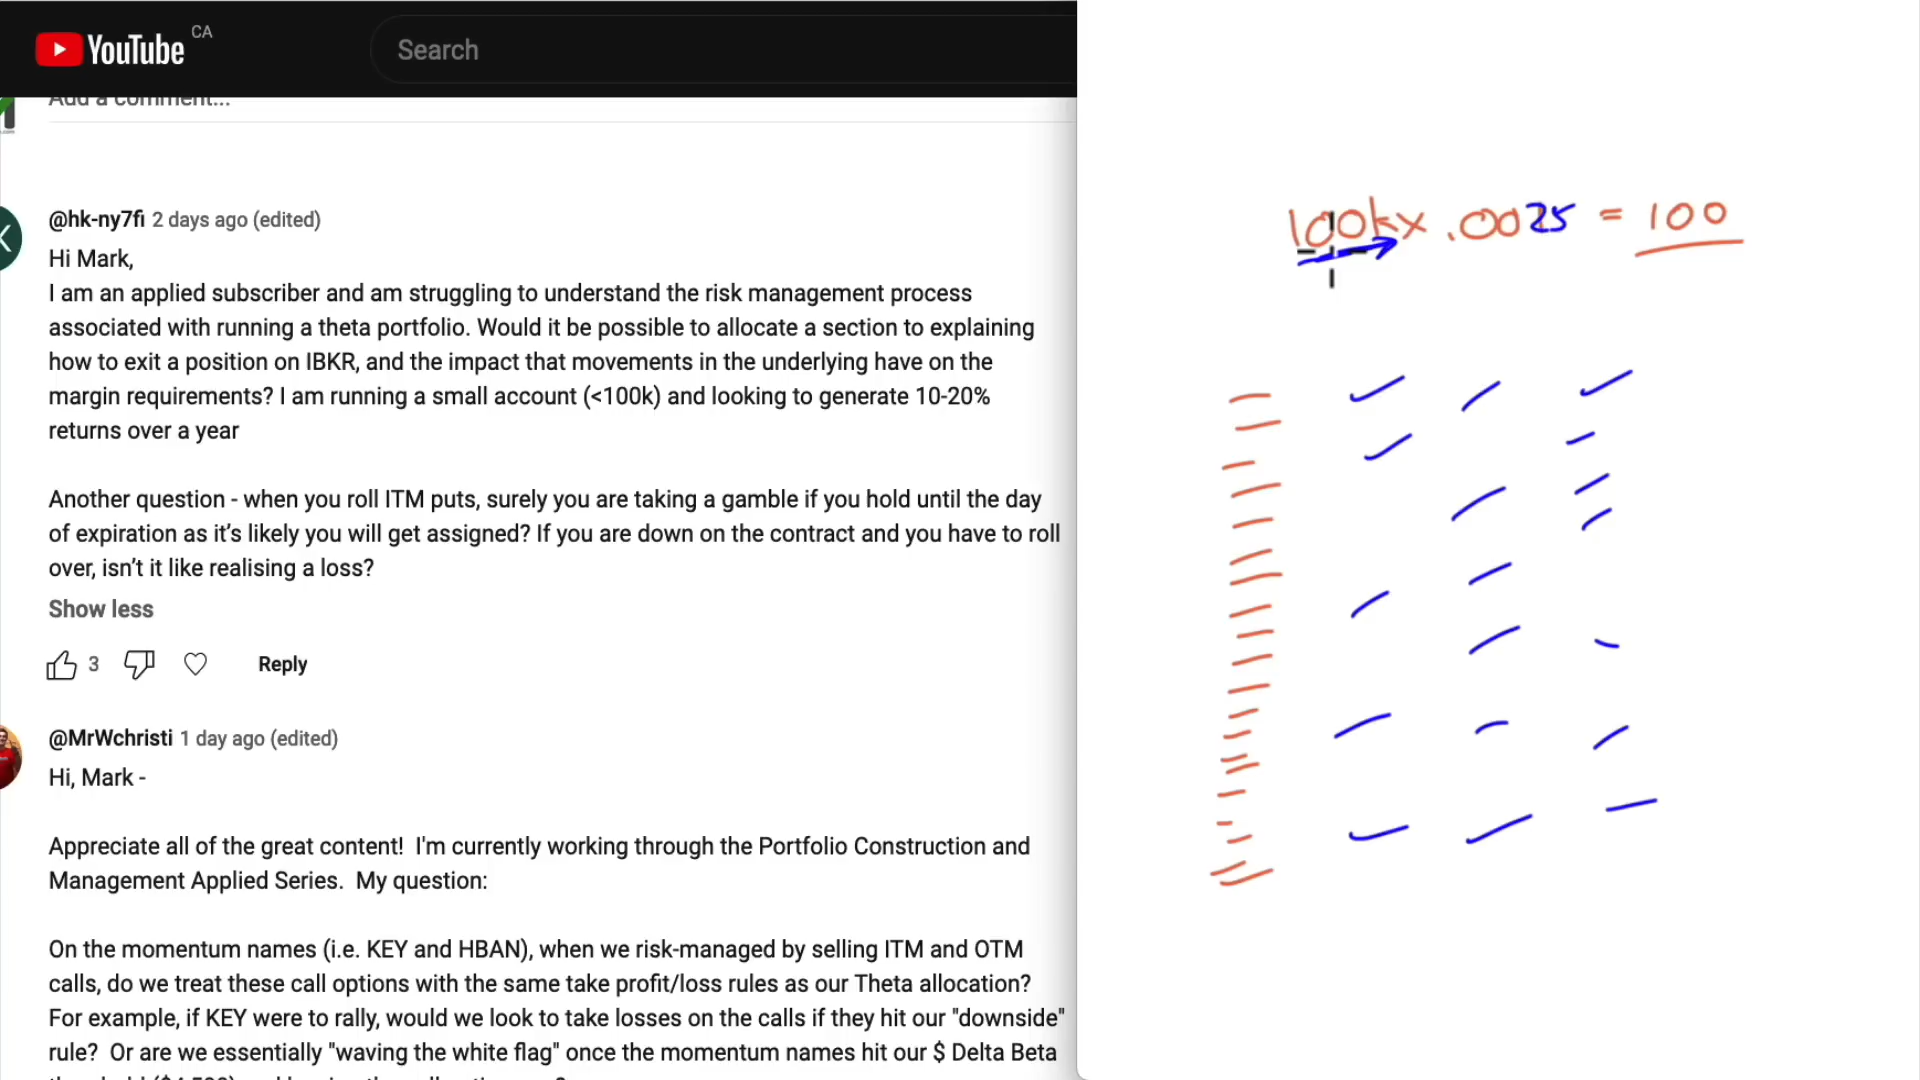 YouTube CA
Search
Add a comment...
@hk-ny7fi 2 days ago (edited)
Hi Mark,
I am an applied subscriber and am struggling to understand the risk management process
associated with running a theta portfolio. Would it be possible to allocate a section to explaining
how to exit a position on IBKR, and the impact that movements in the underlying have on the
margin requirements? I am running a small account (<100k) and looking to generate 10-20%
returns over a year
Another question - when you roll ITM puts, surely you are taking a gamble if you hold until the day
of expiration as it’s likely you will get assigned? If you are down on the contract and you have to roll
over, isn’t it like realising a loss?
Show less
3 Reply
@MrWchristi 1 day ago (edited)
Hi, Mark -
Appreciate all of the great content! I'm currently working through the Portfolio Construction and
Management Applied Series. My question:
On the momentum names (i.e. KEY and HBAN), when we risk-managed by selling ITM and OTM
calls, do we treat these call options with the same take profit/loss rules as our Theta allocation?
For example, if KEY were to rally, would we look to take losses on the calls if they hit our "downside"
rule? Or are we essentially "waving the white flag" once the momentum names hit our $ Delta Beta
100kx .0025 = 100